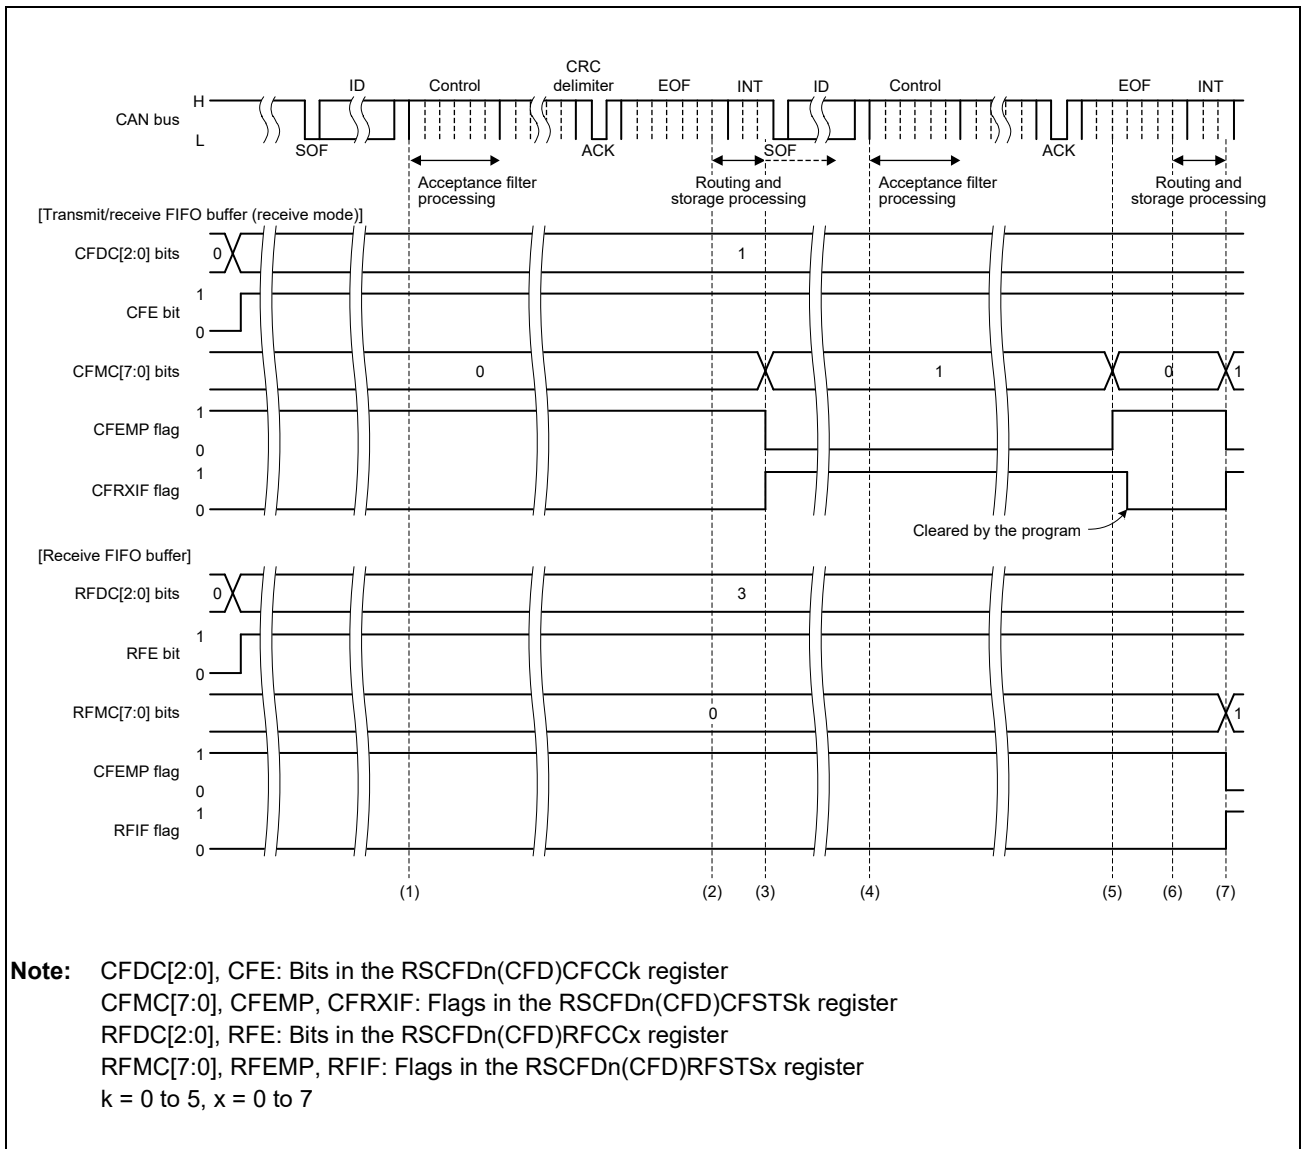 CRC
ID Control delimiter EOF INT ID Control EOF INT
H
CAN bus
L
SOF ACK SOF ACK
Acceptance filter processing
Routing and storage processing
Acceptance filter processing
Routing and storage processing
[Transmit/receive FIFO buffer (receive mode)]
CFDC[2:0] bits 0 1
1
CFE bit
0
CFMC[7:0] bits 0 1 0 1
1
CFEMP flag
0
1
CFRXIF flag
0
Cleared by the program
[Receive FIFO buffer]
RFDC[2:0] bits 0 3
1
RFE bit
0
RFMC[7:0] bits 0 1
1
CFEMP flag
0
1
RFIF flag
0
(1) (2) (3) (4) (5) (6) (7)
Note: CFDC[2:0], CFE: Bits in the RSCFDn(CFD)CFCCk register
CFMC[7:0], CFEMP, CFRXIF: Flags in the RSCFDn(CFD)CFSTSk register
RFDC[2:0], RFE: Bits in the RSCFDn(CFD)RFCCx register
RFMC[7:0], RFEMP, RFIF: Flags in the RSCFDn(CFD)RFSTSx register
k = 0 to 5, x = 0 to 7